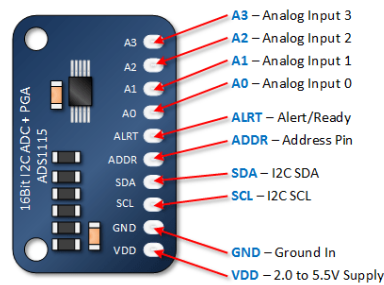 A3 – Analog Input 3
A2 – Analog Input 2
A1 – Analog Input 1
A0 – Analog Input 0
ALRT – Alert/Ready
ADDR – Address Pin
SDA – I2C SDA
SCL – I2C SCL
GND – Ground In
VDD – 2.0 to 5.5V Supply
A3
A2
A1
A0
ALRT
ADDR
SDA
SCL
GND
VDD
16Bit I2C ADC + PGA
ADS1115